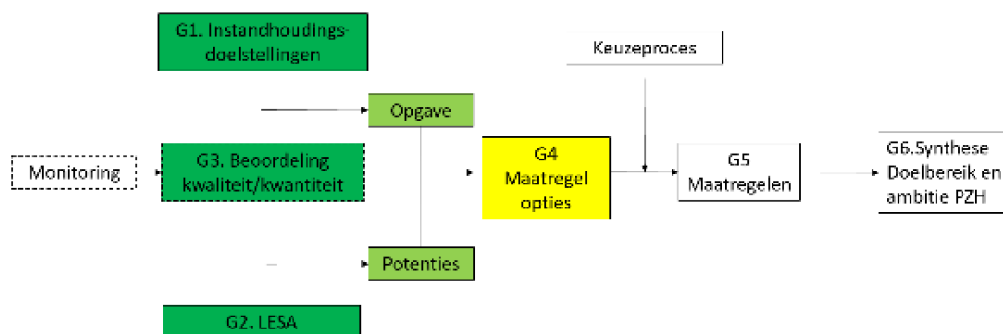 G1. Instandhoudings-
doelstellingen
Keuzeproces
Opgave
Monitoring
G3. Beoordeling
kwaliteit/kwantiteit
G4
Maatregel
opties
G5
Maatregelen
G6.Synthese
Doelbereik en
ambitie PZH
Potenties
G2. LESA